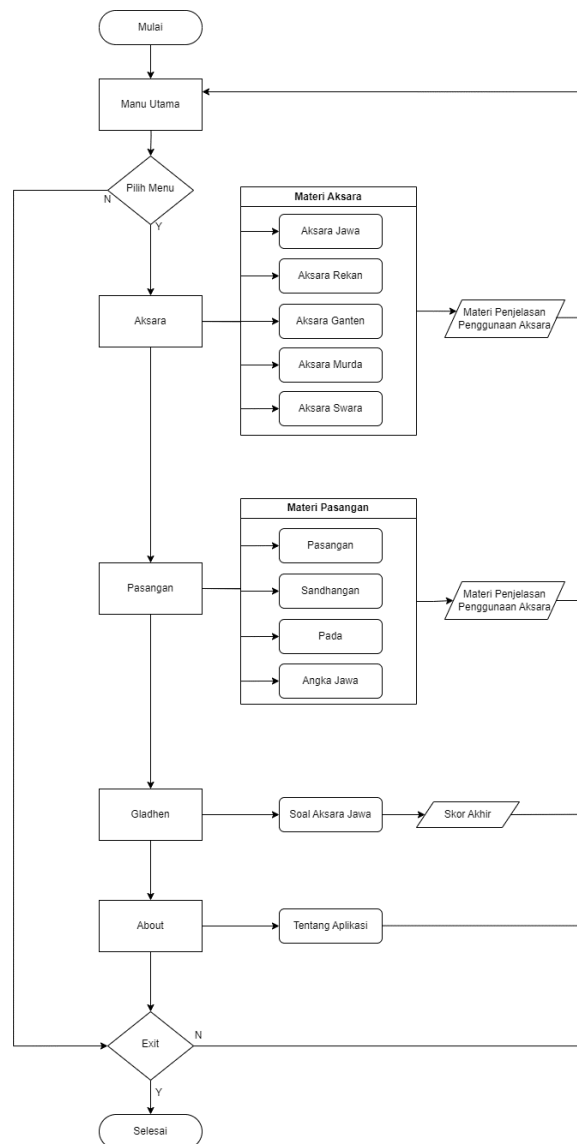 Mulai
Manu Utama
Pilih Menu
N
Y
Materi Aksara
Aksara Jawa
Aksara Rekan
Aksara Ganten
Aksara Murda
Aksara Swara
Aksara
Materi Penjelasan
Penggunaan Aksara
Materi Pasangan
Pasangan
Sandhangan
Pada
Angka Jawa
Pasangan
Materi Penjelasan
Penggunaan Aksara
Gladhen
Soal Aksara Jawa
Skor Akhir
About
Tentang Aplikasi
Exit
N
Y
Selesai